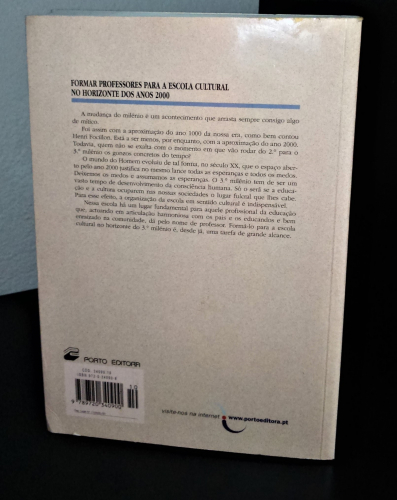 FORMAR PROFESSORES PARA A ESCOLA CULTURAL
NO HORIZONTE DOS ANOS 2000
A mudança do milénio é um acontecimento que arrasta sempre consigo algo
de mítico.
Foi assim com a aproximação do ano 1000 da nossa era, como bem contou
Henri Focillon. Está a ser menos, por enquanto, com a aproximação do ano 2000.
Todavia, quem não se exalta com o momento em que vão rodar do 2.º para o
3.º milénio os gonzos concretos do tempo?
O mundo do Homem evoluiu de tal forma, no século XX, que o espaço aber-
to pelo ano 2000 justifica no mesmo lance todas as esperanças e todos os medos.
Deixemos os medos e assumamos as esperanças. O 3.º milénio tem de ser um
vasto tempo de desenvolvimento da consciência humana. Só o será se a educa-
ção e a cultura ocuparem nas nossas sociedades o lugar fulcral que lhes cabe.
Para esse efeito, a organização da escola em sentido cultural é indispensável.
Nessa escola há um lugar fundamental para aquele profissional da educação
que, actuando em articulação harmoniosa com os pais e os educandos e bem
enraizado na comunidade, dá pelo nome de professor. Formá-lo para a escola
cultural no horizonte do 3.º milénio é, desde já, uma tarefa de grande alcance.
PORTO EDITORA
visite-nos na internet
www.portoeditora.pt